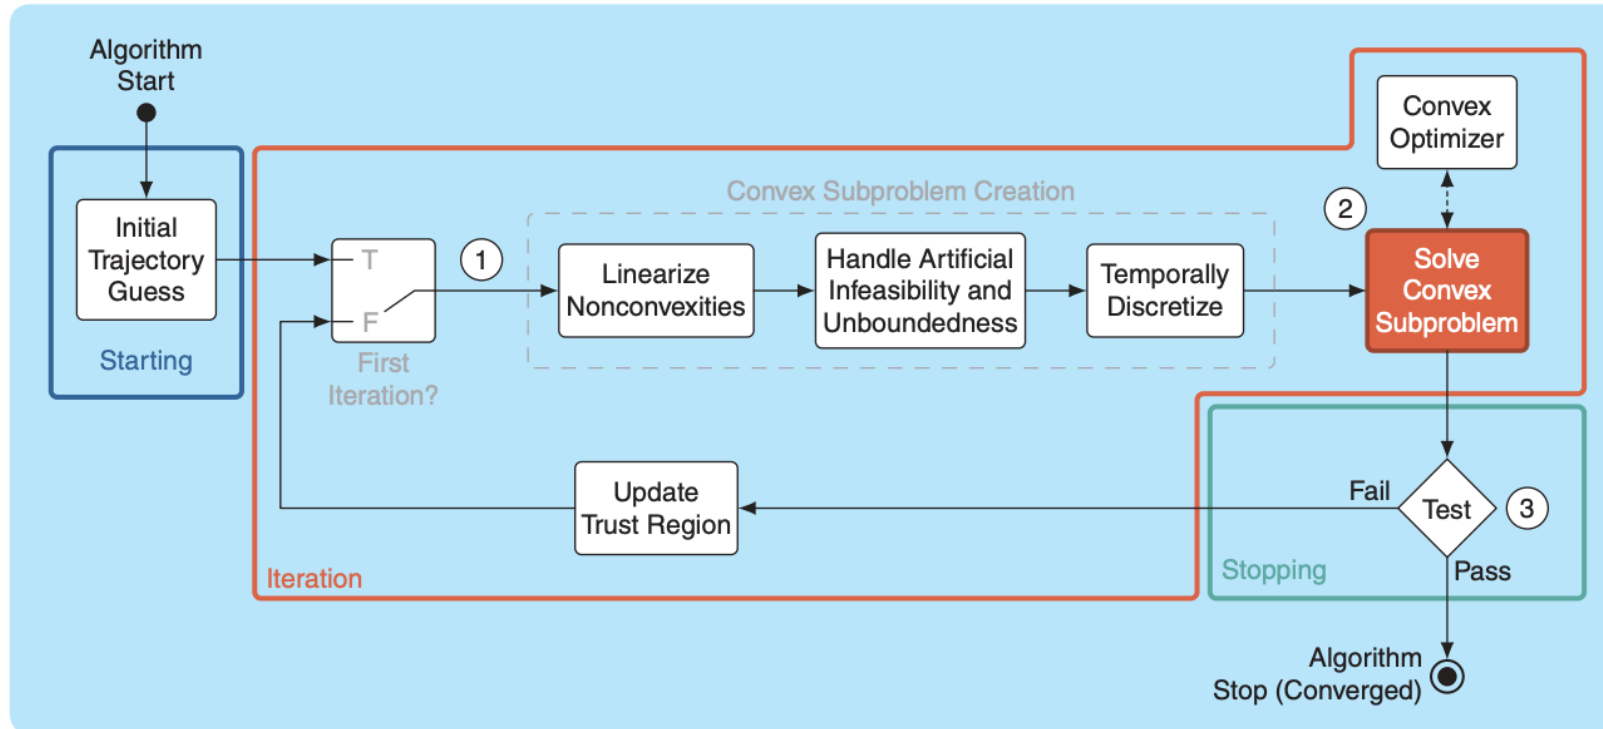 Algorithm
Start
Initial
Trajectory
Guess
Starting
T
F
First
Iteration?
1
Convex Subproblem Creation
Linearize
Nonconvexities
Handle Artificial
Infeasibility and
Unboundedness
Temporally
Discretize
2
Convex
Optimizer
Solve
Convex
Subproblem
Update
Trust Region
Iteration
Fail
Test
3
Stopping
Pass
Algorithm
Stop (Converged)